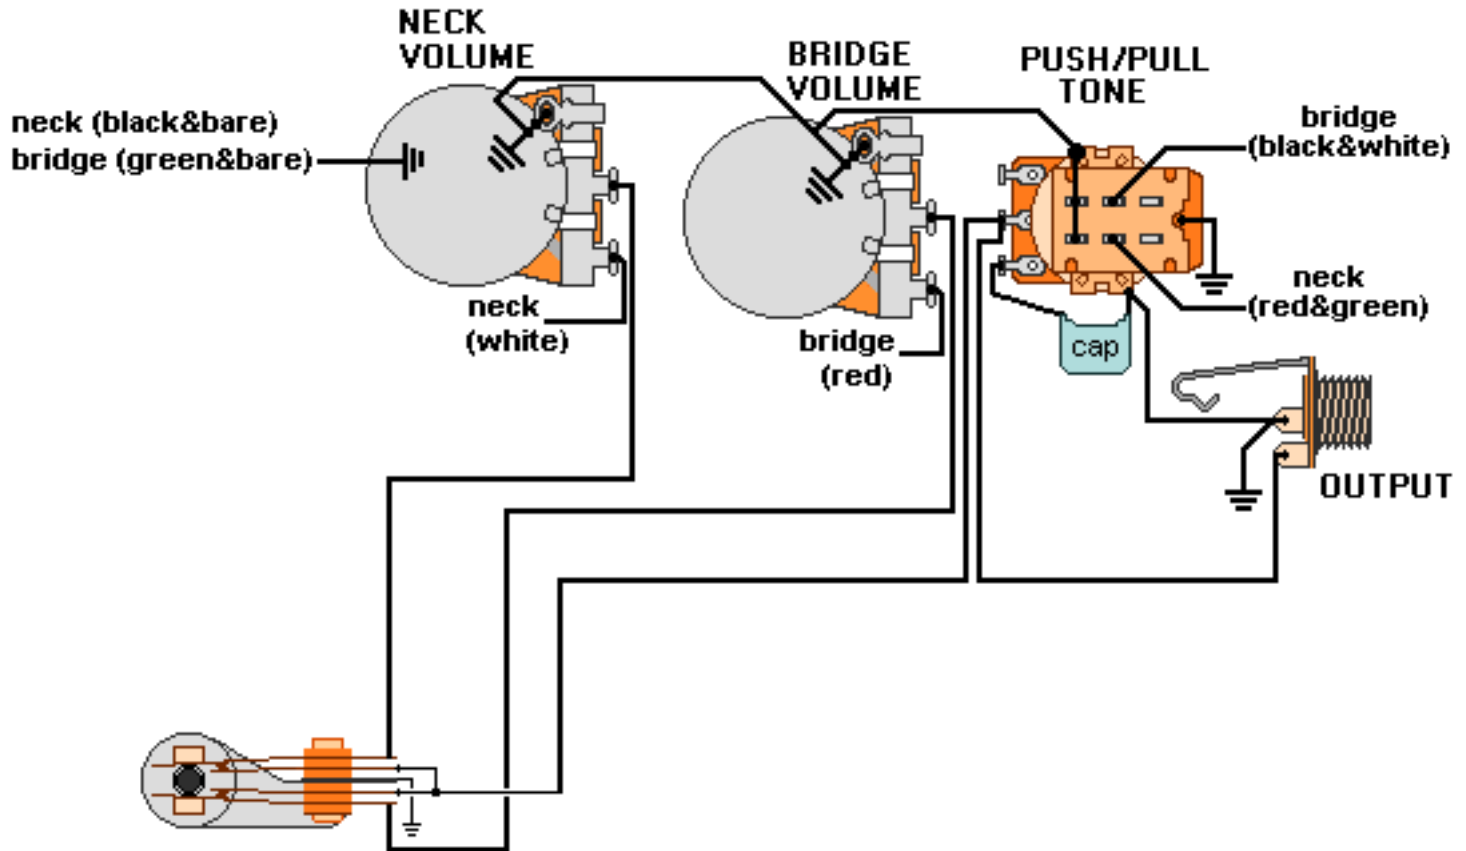 NECK
VOLUME
BRIDGE
VOLUME
PUSH/PULL
TONE
neck (black&bare)
bridge (green&bare)
bridge
(black&white)
neck
(white)
bridge
(red)
neck
(red&green)
cap
OUTPUT